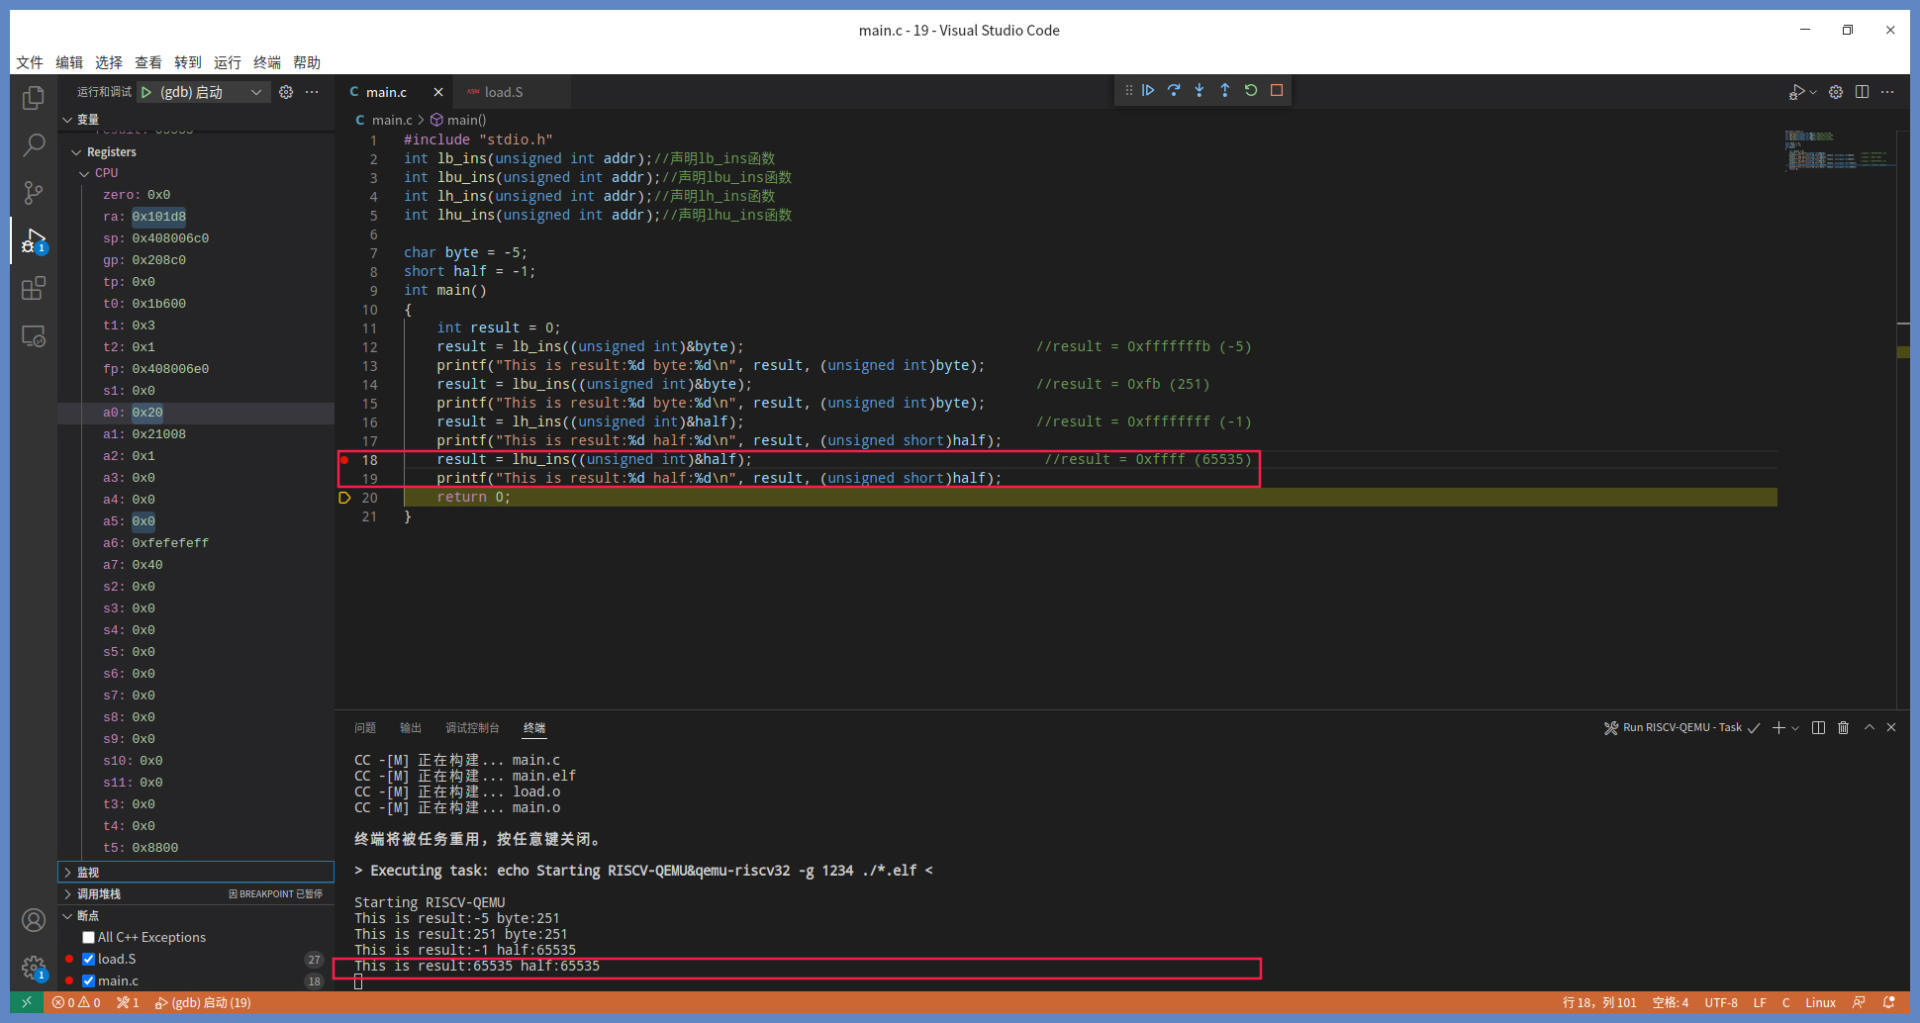 main.c - 19 - Visual Studio Code
文件 编辑 选择 查看 转到 运行 终端 帮助
运行和调试 (gdb) 启动
变量
result: 65535
Registers
CPU
zero: 0x0
ra: 0x101d8
sp: 0x408006c0
gp: 0x208c0
tp: 0x0
t0: 0x1b600
t1: 0x3
t2: 0x1
fp: 0x408006e0
s1: 0x0
a0: 0x20
a1: 0x21008
a2: 0x1
a3: 0x0
a4: 0x0
a5: 0x0
a6: 0xfefefeff
a7: 0x40
s2: 0x0
s3: 0x0
s4: 0x0
s5: 0x0
s6: 0x0
s7: 0x0
s8: 0x0
s9: 0x0
s10: 0x0
s11: 0x0
t3: 0x0
t4: 0x0
t5: 0x8800
监视
调用堆栈 因 BREAKPOINT 已暂停
断点
All C++ Exceptions
load.S 27
main.c 18
C main.c ASM load.S
C main.c > main()
1 #include "stdio.h"
2 int lb_ins(unsigned int addr);//声明lb_ins函数
3 int lbu_ins(unsigned int addr);//声明lbu_ins函数
4 int lh_ins(unsigned int addr);//声明lh_ins函数
5 int lhu_ins(unsigned int addr);//声明lhu_ins函数
6
7 char byte = -5;
8 short half = -1;
9 int main()
10 {
11 int result = 0;
12 result = lb_ins((unsigned int)&byte); //result = 0xfffffffb (-5)
13 printf("This is result:%d byte:%d\n", result, (unsigned int)byte);
14 result = lbu_ins((unsigned int)&byte); //result = 0xfb (251)
15 printf("This is result:%d byte:%d\n", result, (unsigned int)byte);
16 result = lh_ins((unsigned int)&half); //result = 0xffffffff (-1)
17 printf("This is result:%d half:%d\n", result, (unsigned short)half);
18 result = lhu_ins((unsigned int)&half); //result = 0xffff (65535)
19 printf("This is result:%d half:%d\n", result, (unsigned short)half);
20 return 0;
21 }
问题 输出 调试控制台 终端 Run RISCV-QEMU - Task
CC -[M] 正在构建... main.c
CC -[M] 正在构建... main.elf
CC -[M] 正在构建... load.o
CC -[M] 正在构建... main.o
终端将被任务重用，按任意键关闭。
> Executing task: echo Starting RISCV-QEMU&qemu-riscv32 -g 1234 ./*.elf <
Starting RISCV-QEMU
This is result:-5 byte:251
This is result:251 byte:251
This is result:-1 half:65535
This is result:65535 half:65535
0 0 1 (gdb) 启动 (19) 行 18，列 101 空格: 4 UTF-8 LF C Linux